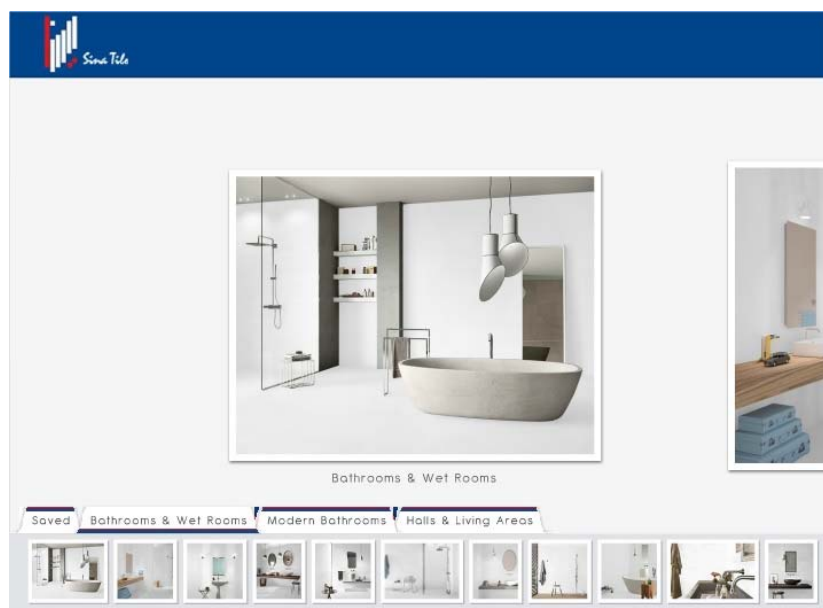 Sina Tile
Bathrooms & Wet Rooms
Saved
Bathrooms & Wet Rooms
Modern Bathrooms
Halls & Living Areas